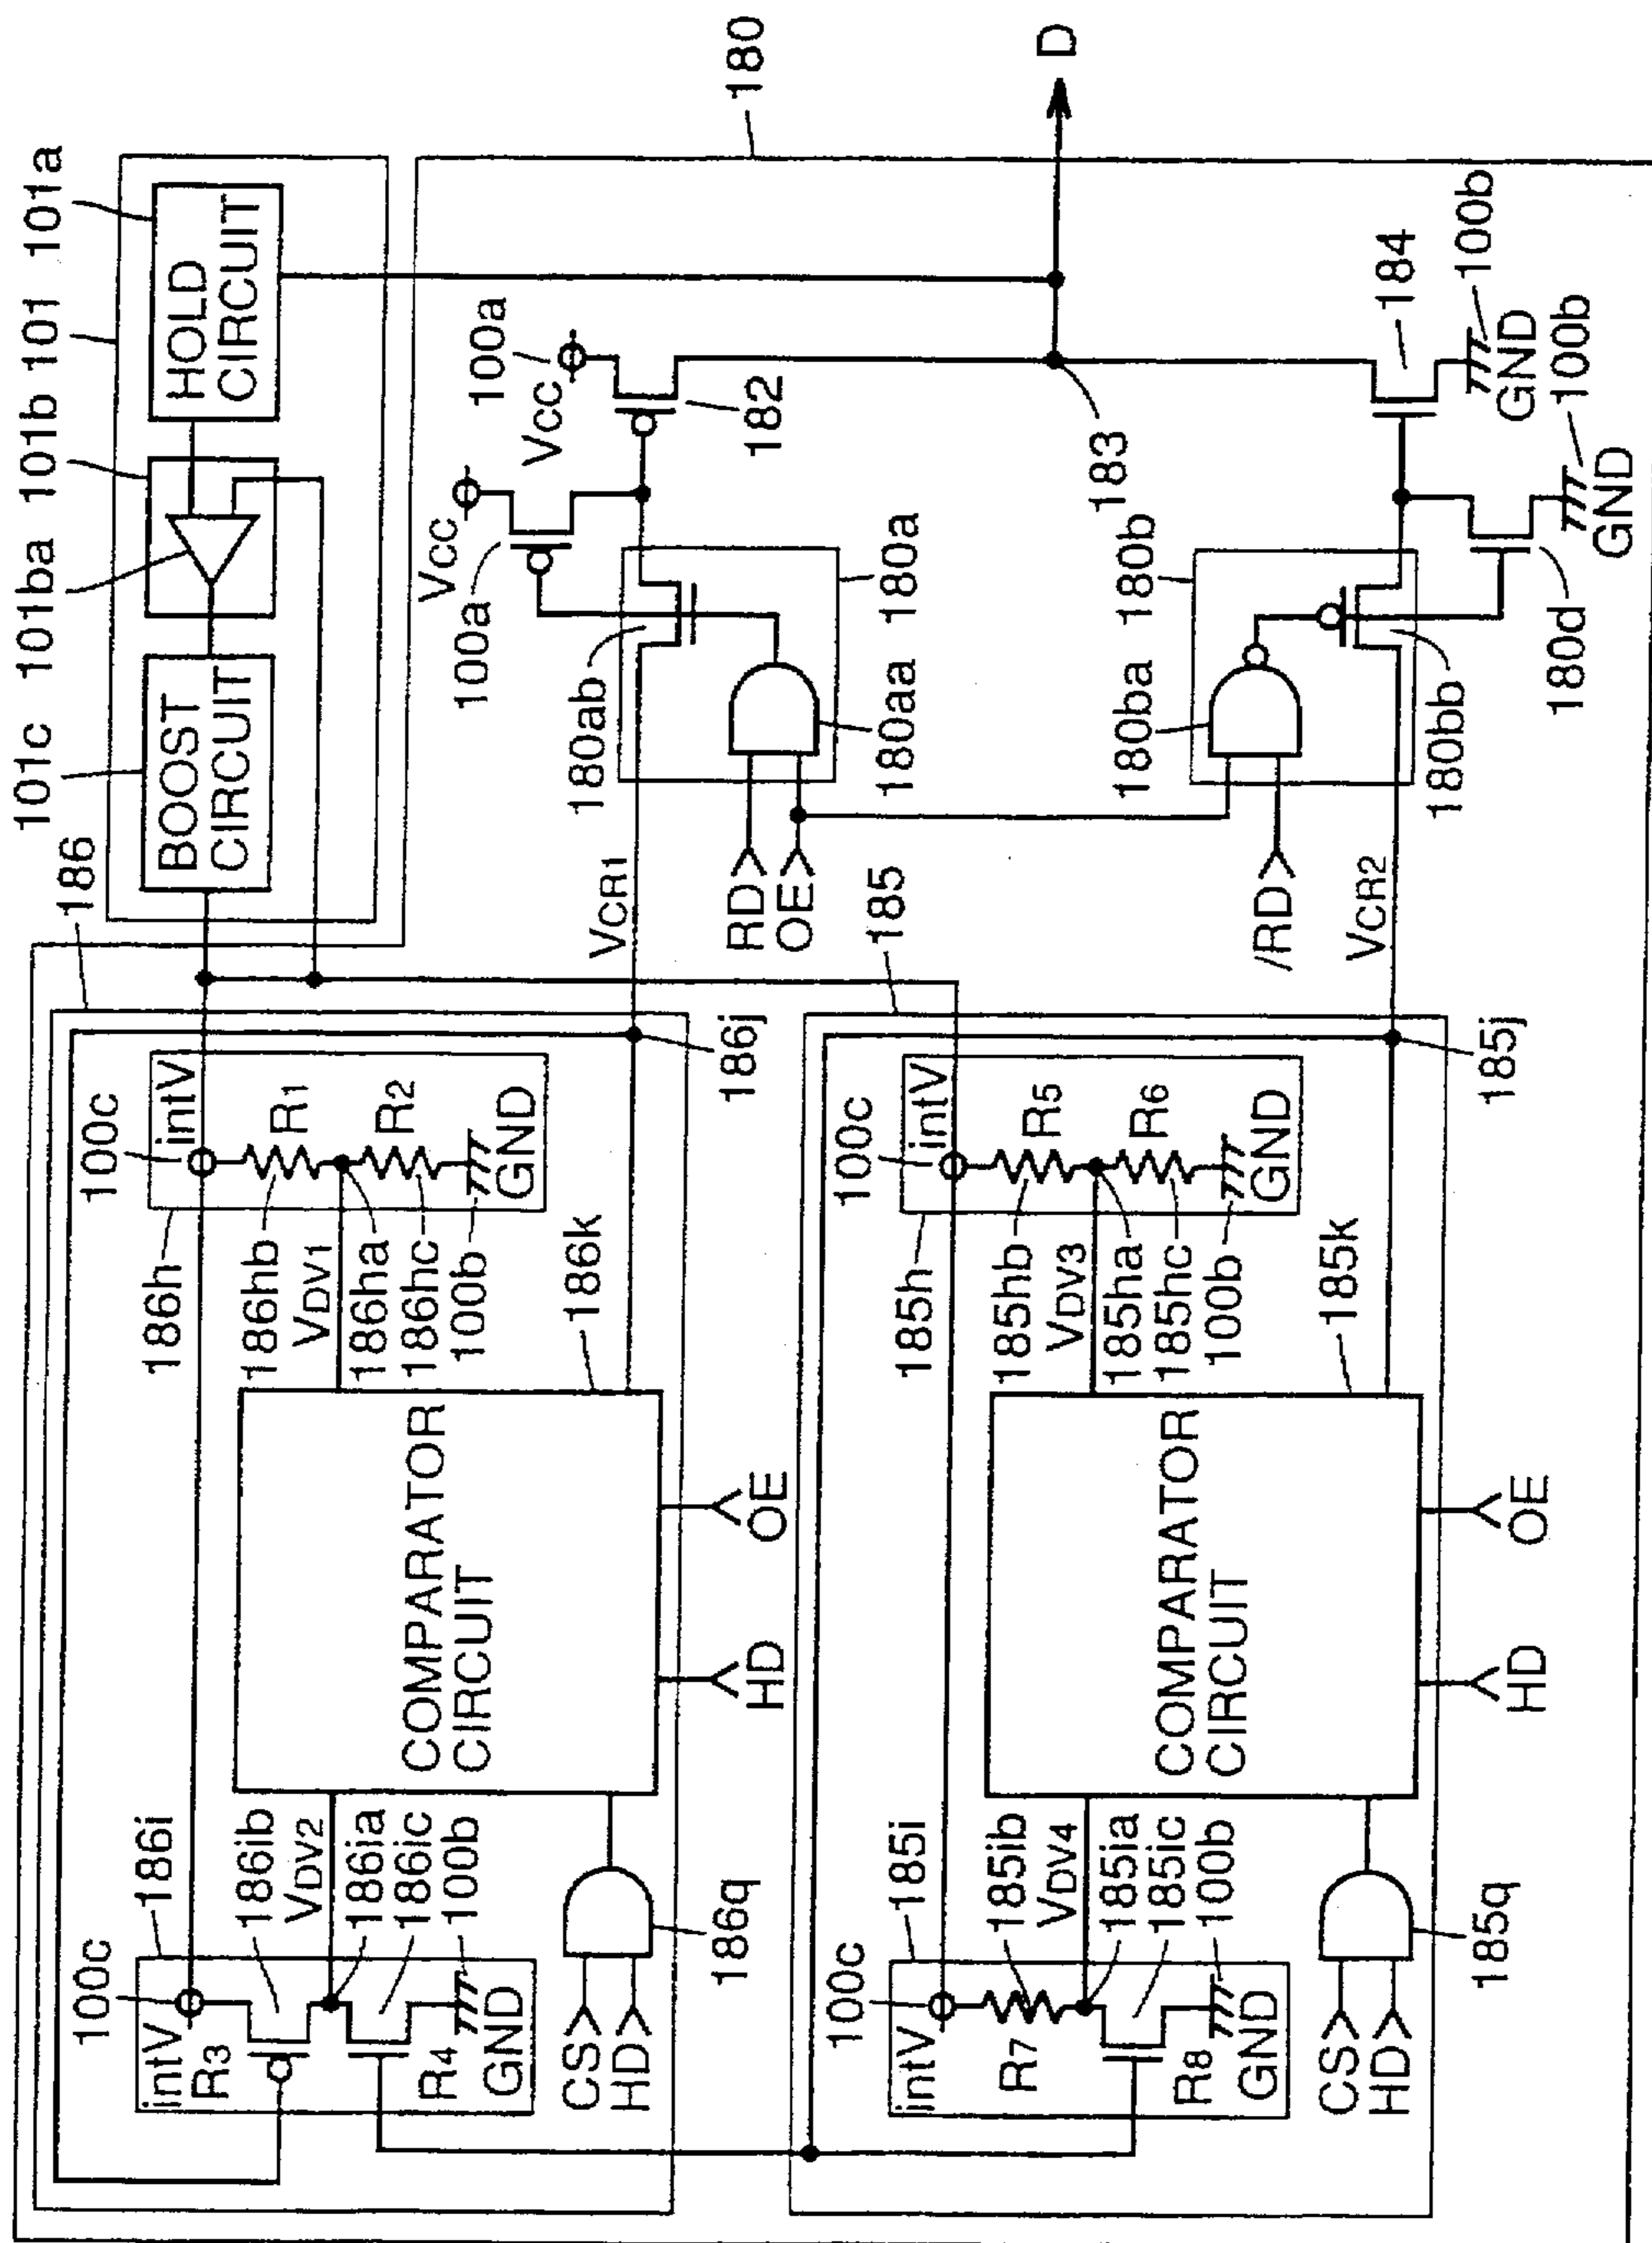 101c 101ba 101b 101 101a
186
BOOST
CIRCUIT
HOLD
CIRCUIT
180
186i
100c
intV
R3
186ib
VDV2
186ia
186ic
R4
100b
GND
CS
HD
186q
COMPARATOR
CIRCUIT
HD
OE
186h
100c
intV
186hb
R1
VDV1
186ha
R2
186hc
100b
GND
186k
186j
VCR1
RD
OE
180ab
180aa
180a
100a
VCC
VCC
100a
182
183
D
185i
100c
intV
R7
185ib
VDV4
185ia
185ic
R8
100b
GND
CS
HD
185q
COMPARATOR
CIRCUIT
HD
OE
185
185h
100c
intV
185hb
R5
VDV3
185ha
R6
185hc
100b
GND
185k
185j
/RD
VCR2
180ba
180b
180bb
180d
184
GND
100b
GND
100b